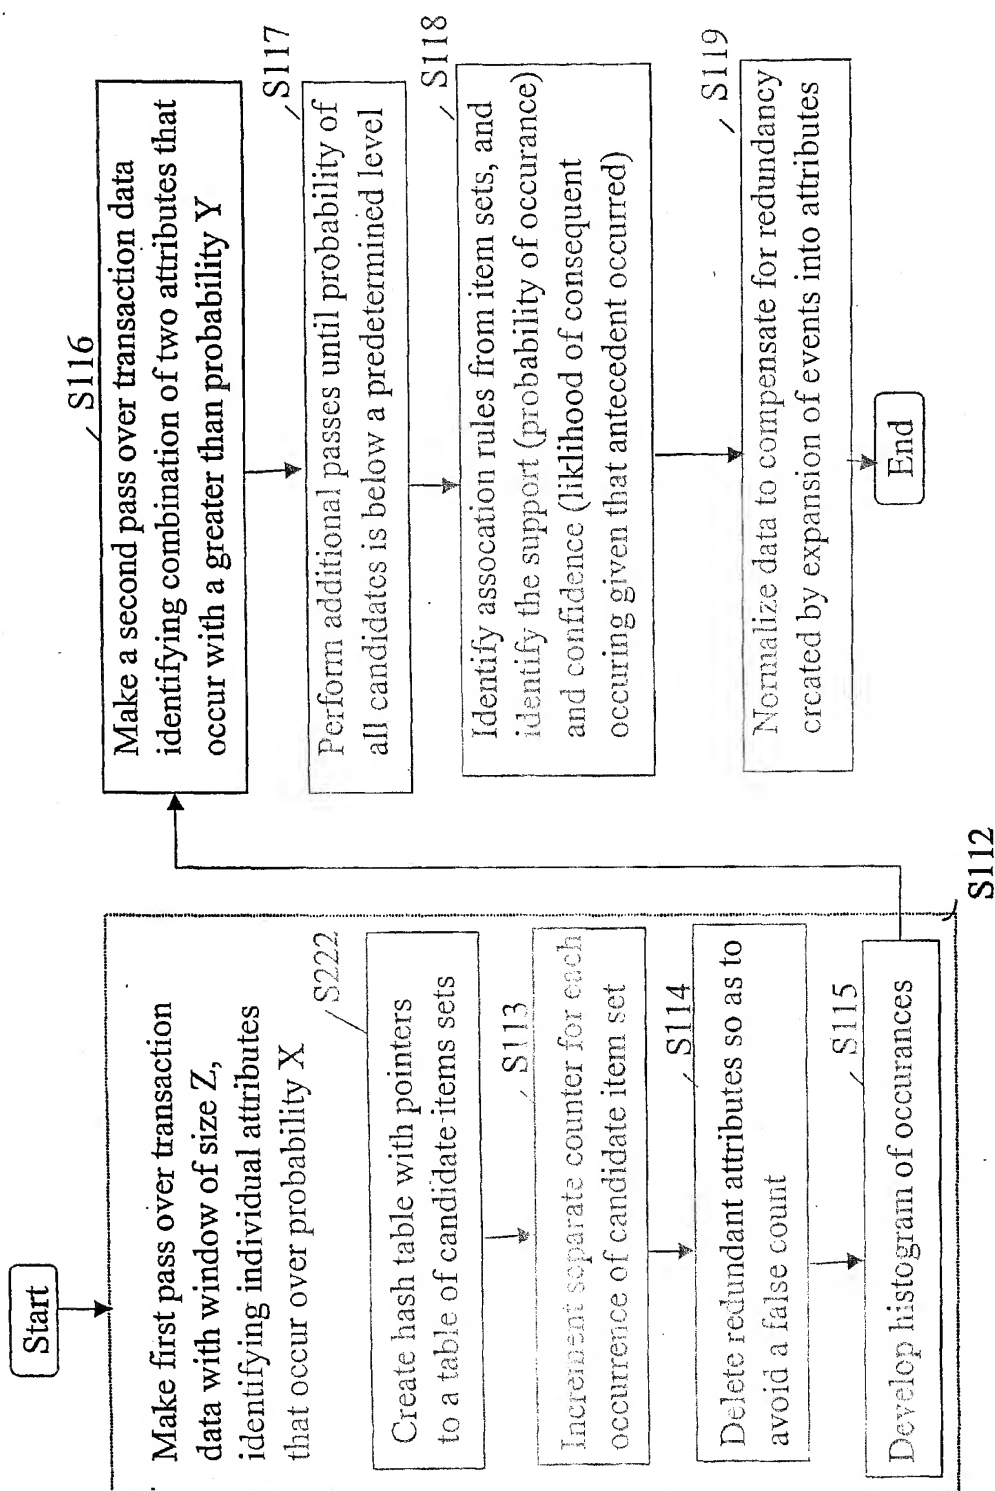 Start
Make first pass over transaction
data with window of size Z,
identifying individual attributes
that occur over probability X
S222
Create hash table with pointers
to a table of candidate items sets
S113
Increment separate counter for each
occurrence of candidate item set
S114
Delete redundant attributes so as to
avoid a false count
S115
Develop histogram of occurances
S112
S116
Make a second pass over transaction data
identifying combination of two attributes that
occur with a greater than probability Y
S117
Perform additional passes until probability of
all candidates is below a predetermined level
S118
Identify assocation rules from item sets, and
identify the support (probability of occurance)
and confidence (liklihood of consequent
occuring given that antecedent occurred)
S119
Normalize data to compensate for redundancy
created by expansion of events into attributes
End